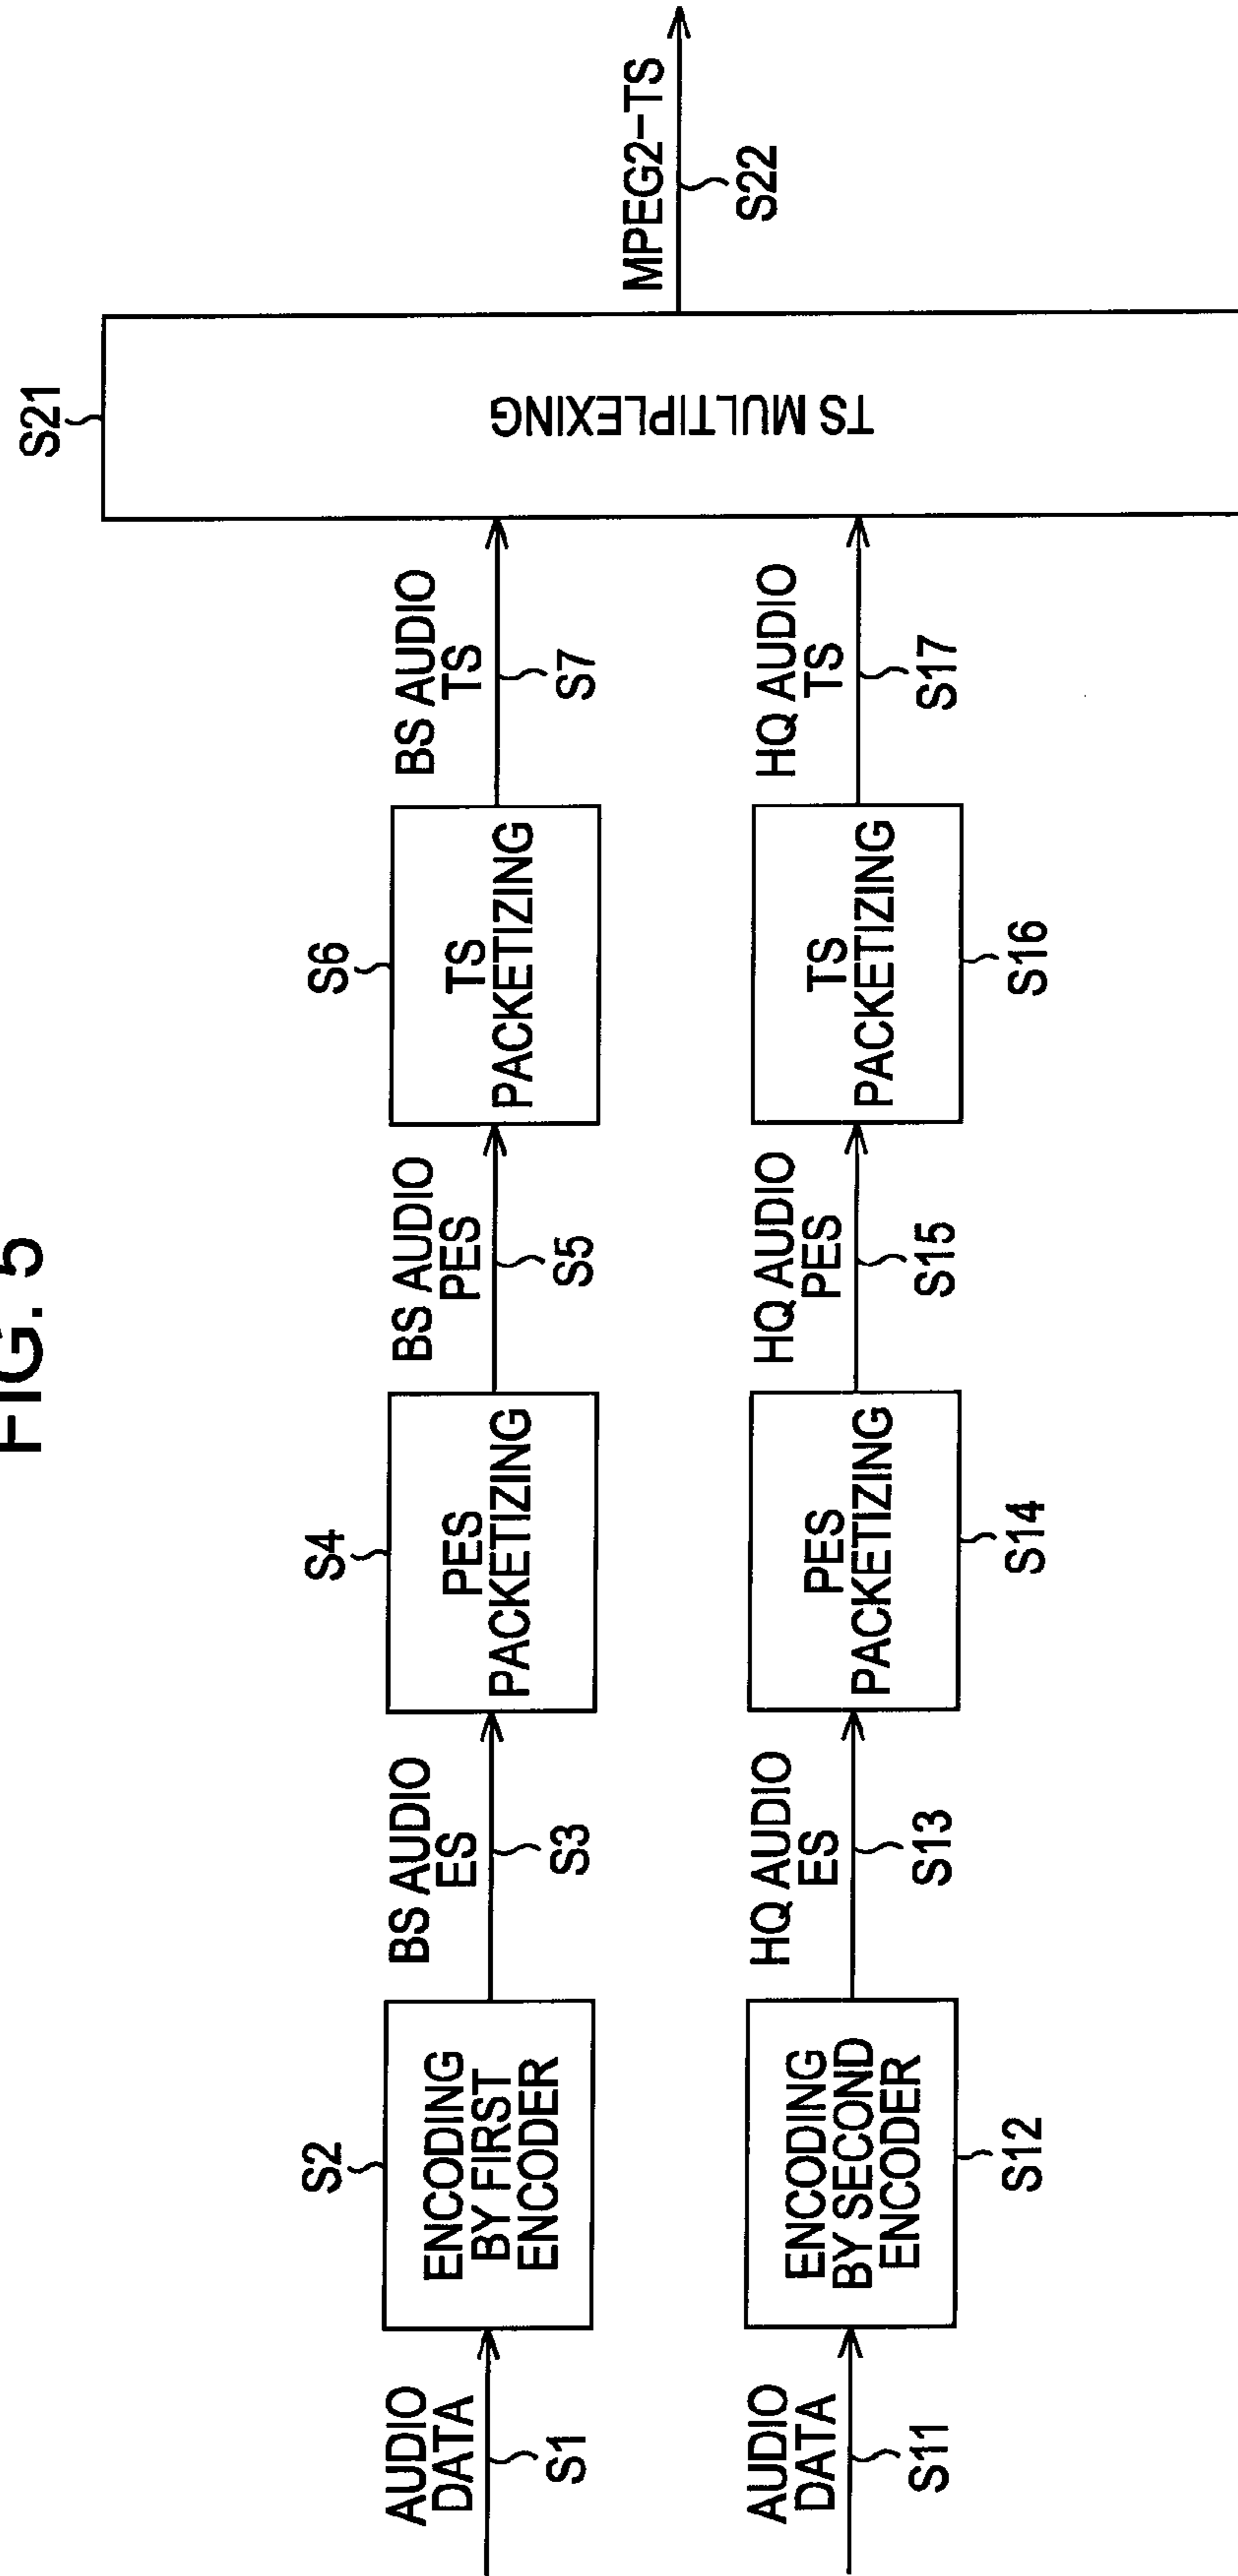 FIG. 5
AUDIO
DATA
S1
S2
ENCODING
BY FIRST
ENCODER
BS AUDIO
ES
S3
S4
PES
PACKETIZING
BS AUDIO
PES
S5
S6
TS
PACKETIZING
BS AUDIO
TS
S7
AUDIO
DATA
S11
ENCODING
BY SECOND
ENCODER
S12
HQ AUDIO
ES
S13
PES
PACKETIZING
S14
HQ AUDIO
PES
S15
TS
PACKETIZING
S16
HQ AUDIO
TS
S17
S21
TS MULTIPLEXING
MPEG2-TS
S22